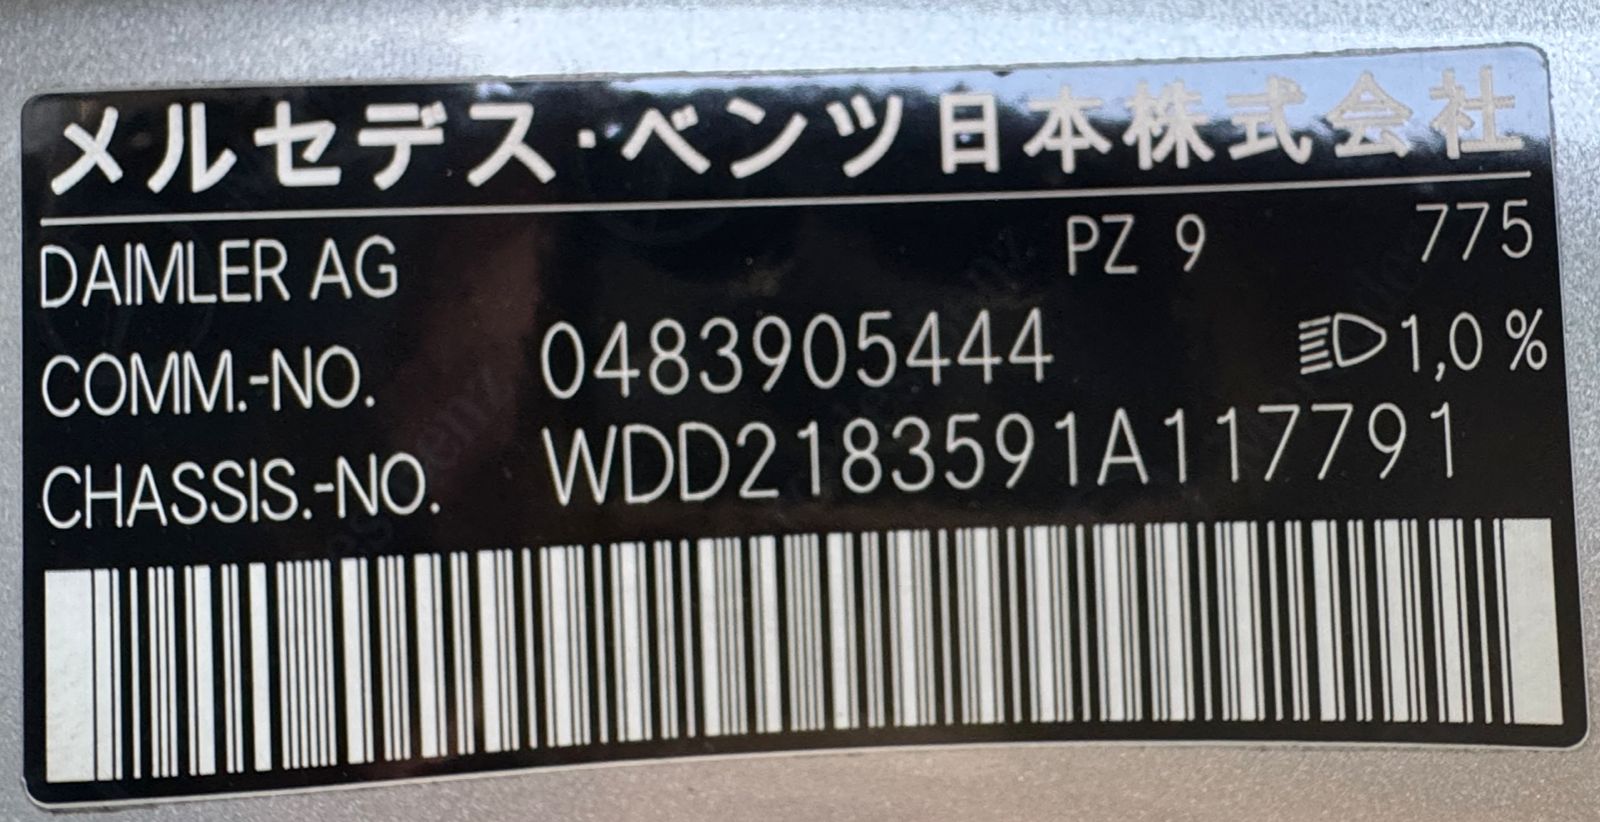 メルセデス・ベンツ日本株式会社
DAIMLER AG PZ 9 775
COMM.-NO. 0483905444 1,0 %
CHASSIS.-NO. WDD2183591A117791